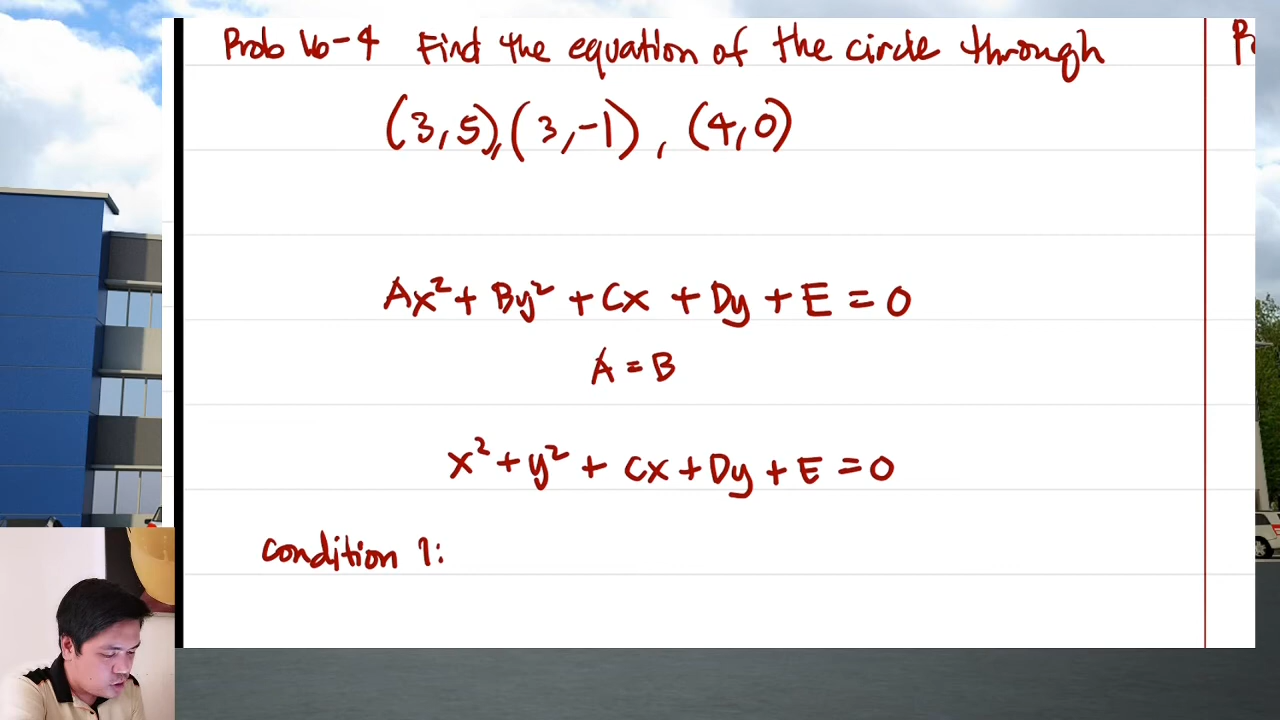 Prob 16-4 Find the equation of the circle through
(3,5), (3,-1), (4,0)
Ax² + By² + Cx + Dy + E = 0
A = B
x² + y² + Cx + Dy + E = 0
Condition 1: